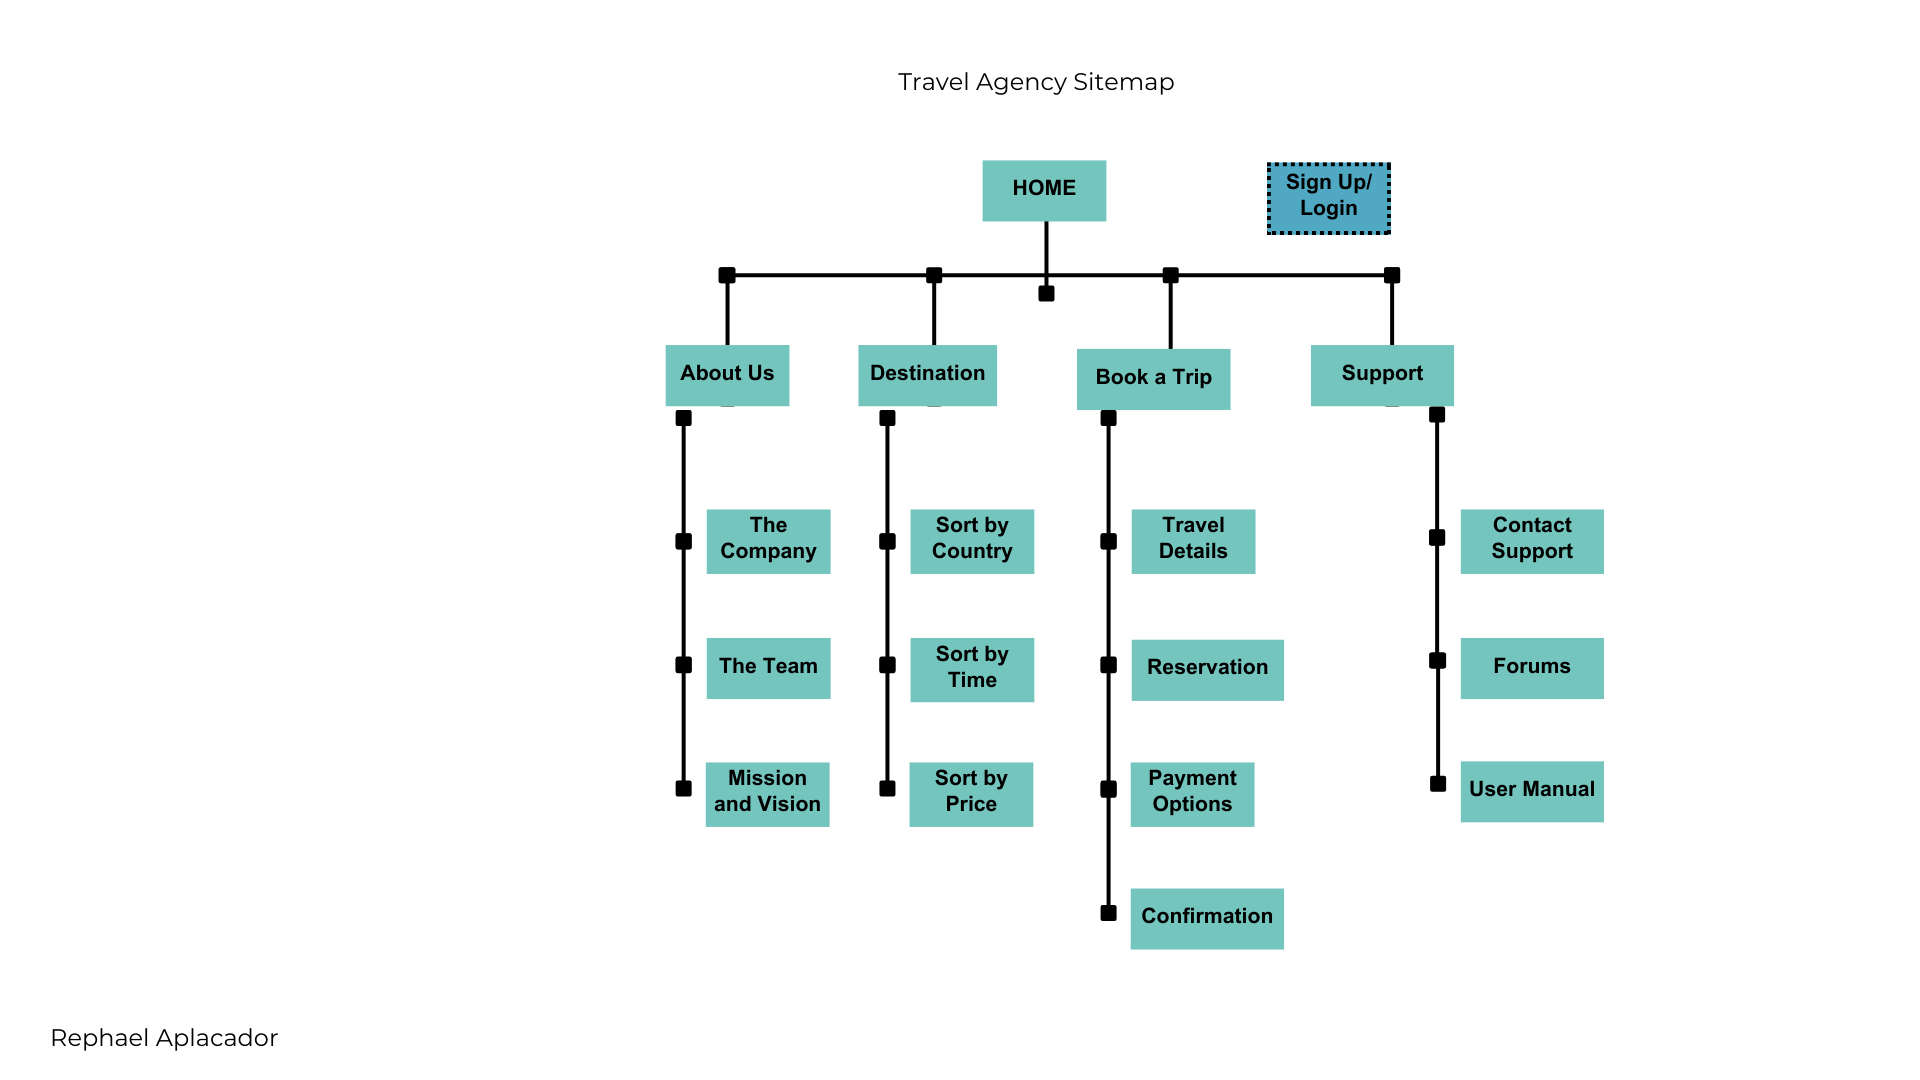 Travel Agency Sitemap
HOME
Sign Up/
Login
About Us
Destination
Book a Trip
Support
The
Company
Sort by
Country
Travel
Details
Contact
Support
The Team
Sort by
Time
Reservation
Forums
Mission
and Vision
Sort by
Price
Payment
Options
User Manual
Confirmation
Rephael Aplacador